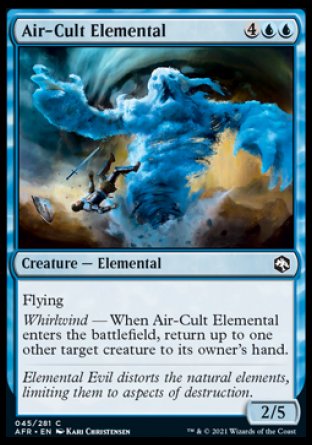 Air-Cult Elemental 4
Creature — Elemental
Flying
Whirlwind — When Air-Cult Elemental
enters the battlefield, return up to one
other target creature to its owner's hand.
Elemental Evil distorts the natural elements,
limiting them to aspects of destruction.
2/5
045/281 C
AFR • EN Kari Christensen ™ & © 2021 Wizards of the Coast